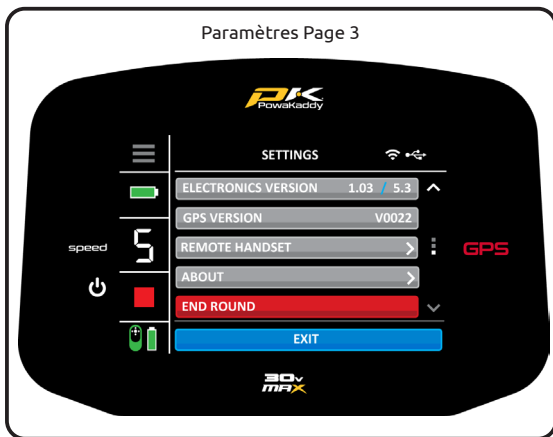 Paramètres Page 3
PK
PowaKaddy
SETTINGS
ELECTRONICS VERSION 1.03 / 5.3
GPS VERSION V0022
speed 5
REMOTE HANDSET
GPS
ABOUT
END ROUND
EXIT
30v
MAX